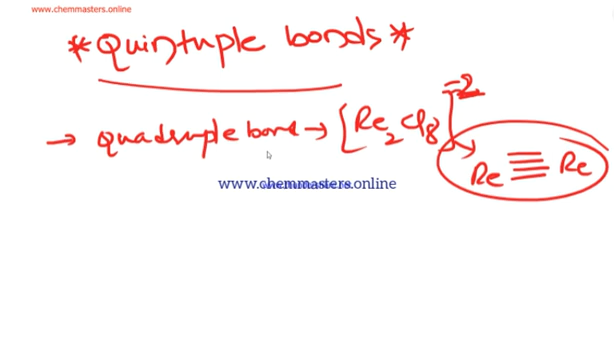 www.chemmasters.online
*Quintuple bonds*
→ quadruple bond → [Re₂Cl₈]⁻²
Re ≣ Re
www.chemmasters.online